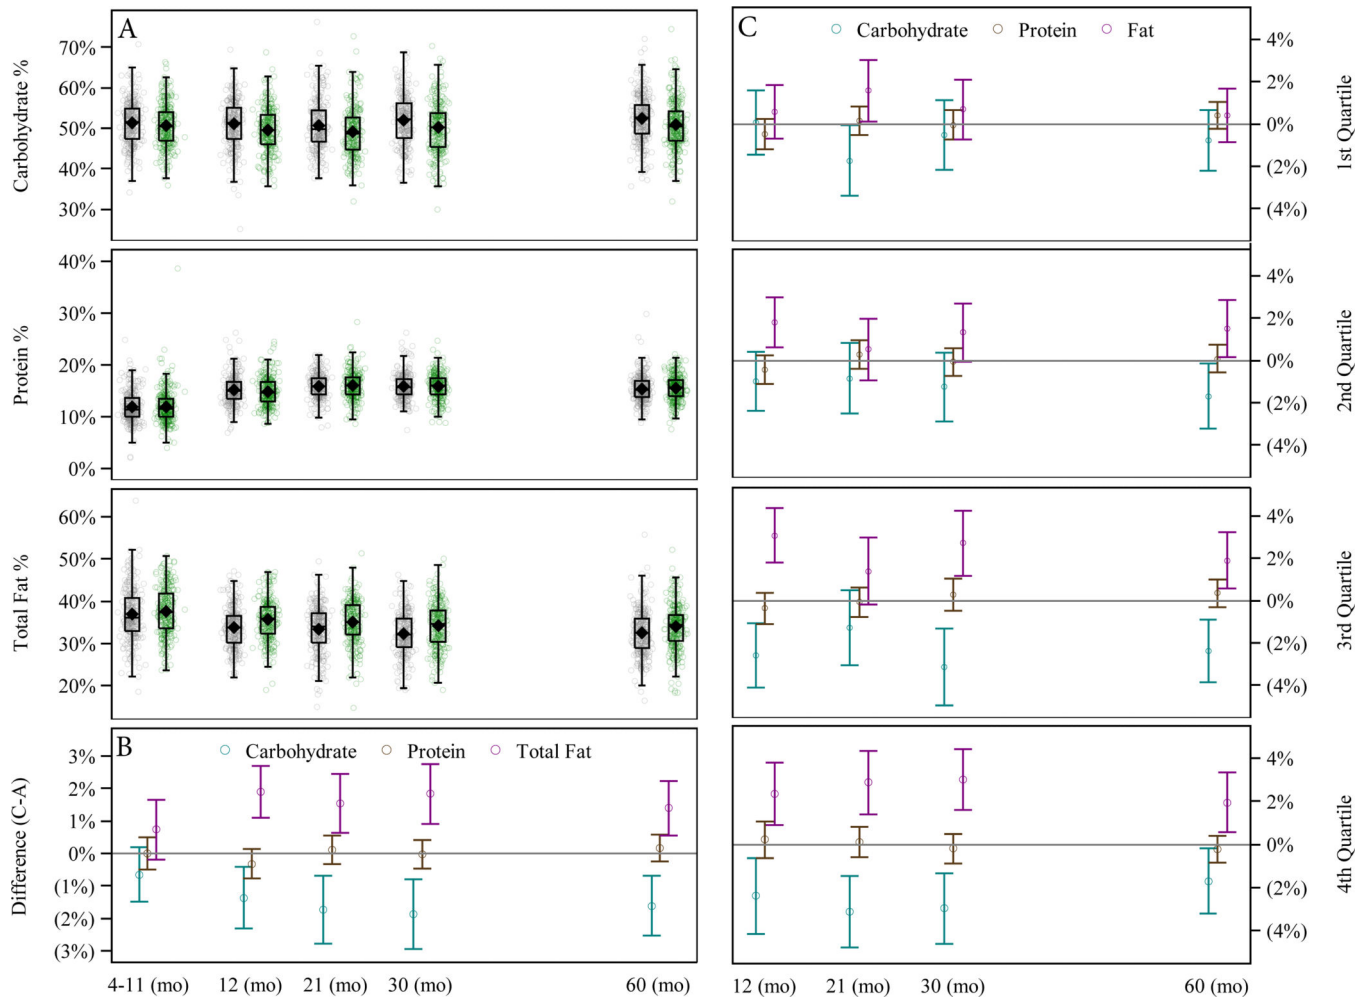 A
Carbohydrate %
70%
60%
50%
40%
30%
Protein %
40%
30%
20%
10%
0%
Total Fat %
60%
50%
40%
30%
20%
B
Carbohydrate Protein Total Fat
Difference (C-A)
3%
2%
1%
0%
(1%)
(2%)
(3%)
4-11 (mo) 12 (mo) 21 (mo) 30 (mo) 60 (mo)
C
Carbohydrate Protein Fat
4%
2%
0%
(2%)
(4%)
1st Quartile
4%
2%
0%
(2%)
(4%)
2nd Quartile
4%
2%
0%
(2%)
(4%)
3rd Quartile
4%
2%
0%
(2%)
(4%)
4th Quartile
12 (mo) 21 (mo) 30 (mo) 60 (mo)